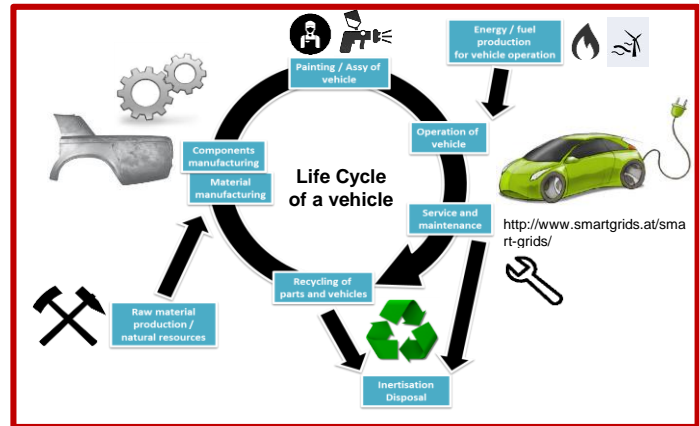 Painting / Assy of
vehicle
Energy / fuel
production
for vehicle operation
Components
manufacturing
Material
manufacturing
Life Cycle
of a vehicle
Operation of
vehicle
Service and
maintenance
http://www.smartgrids.at/sma
rt-grids/
Recycling of
parts and vehicles
Raw material
production /
natural resources
Inertisation
Disposal